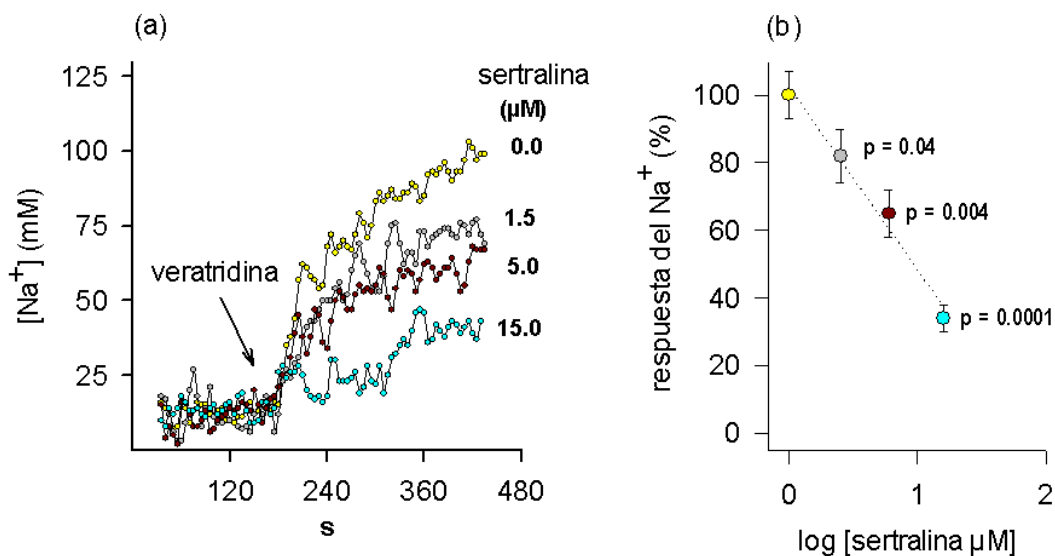 (a)
125
100
75
50
25
[Na+] (mM)
veratridina
sertralina
(µM)
0.0
1.5
5.0
15.0
120
240
360
480
s
(b)
100
80
60
40
20
0
respuesta del Na+ (%)
p = 0.04
p = 0.004
p = 0.0001
0
1
2
log [sertralina µM]